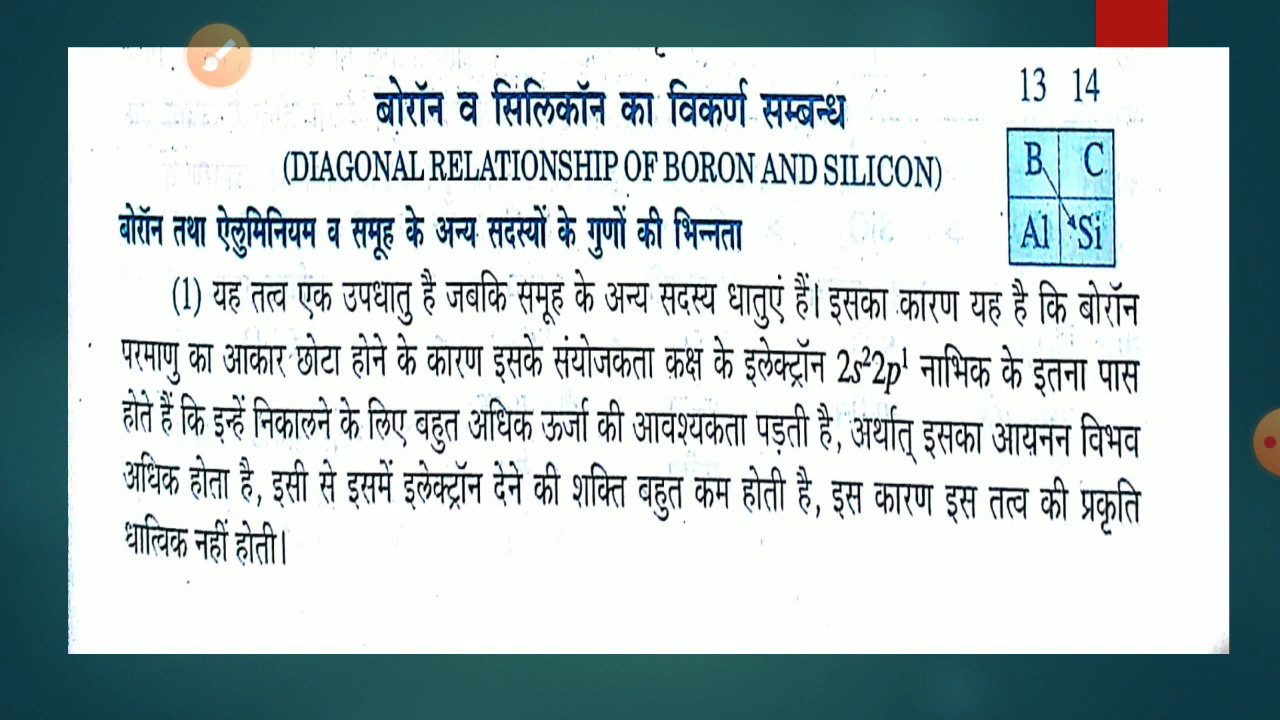 बोरॉन व सिलिकॉन का विकर्ण सम्बन्ध
(DIAGONAL RELATIONSHIP OF BORON AND SILICON)
13 14
B C
Al Si
बोरॉन तथा ऐलुमिनियम व समूह के अन्य सदस्यों के गुणों की भिन्नता
(1) यह तत्व एक उपधातु है जबकि समूह के अन्य सदस्य धातुएं हैं। इसका कारण यह है कि बोरॉन
परमाणु का आकार छोटा होने के कारण इसके संयोजकता कक्ष के इलेक्ट्रॉन 2s²2p¹ नाभिक के इतना पास
होते हैं कि इन्हें निकालने के लिए बहुत अधिक ऊर्जा की आवश्यकता पड़ती है, अर्थात् इसका आयनन विभव
अधिक होता है, इसी से इसमें इलेक्ट्रॉन देने की शक्ति बहुत कम होती है, इस कारण इस तत्व की प्रकृति
धात्विक नहीं होती।